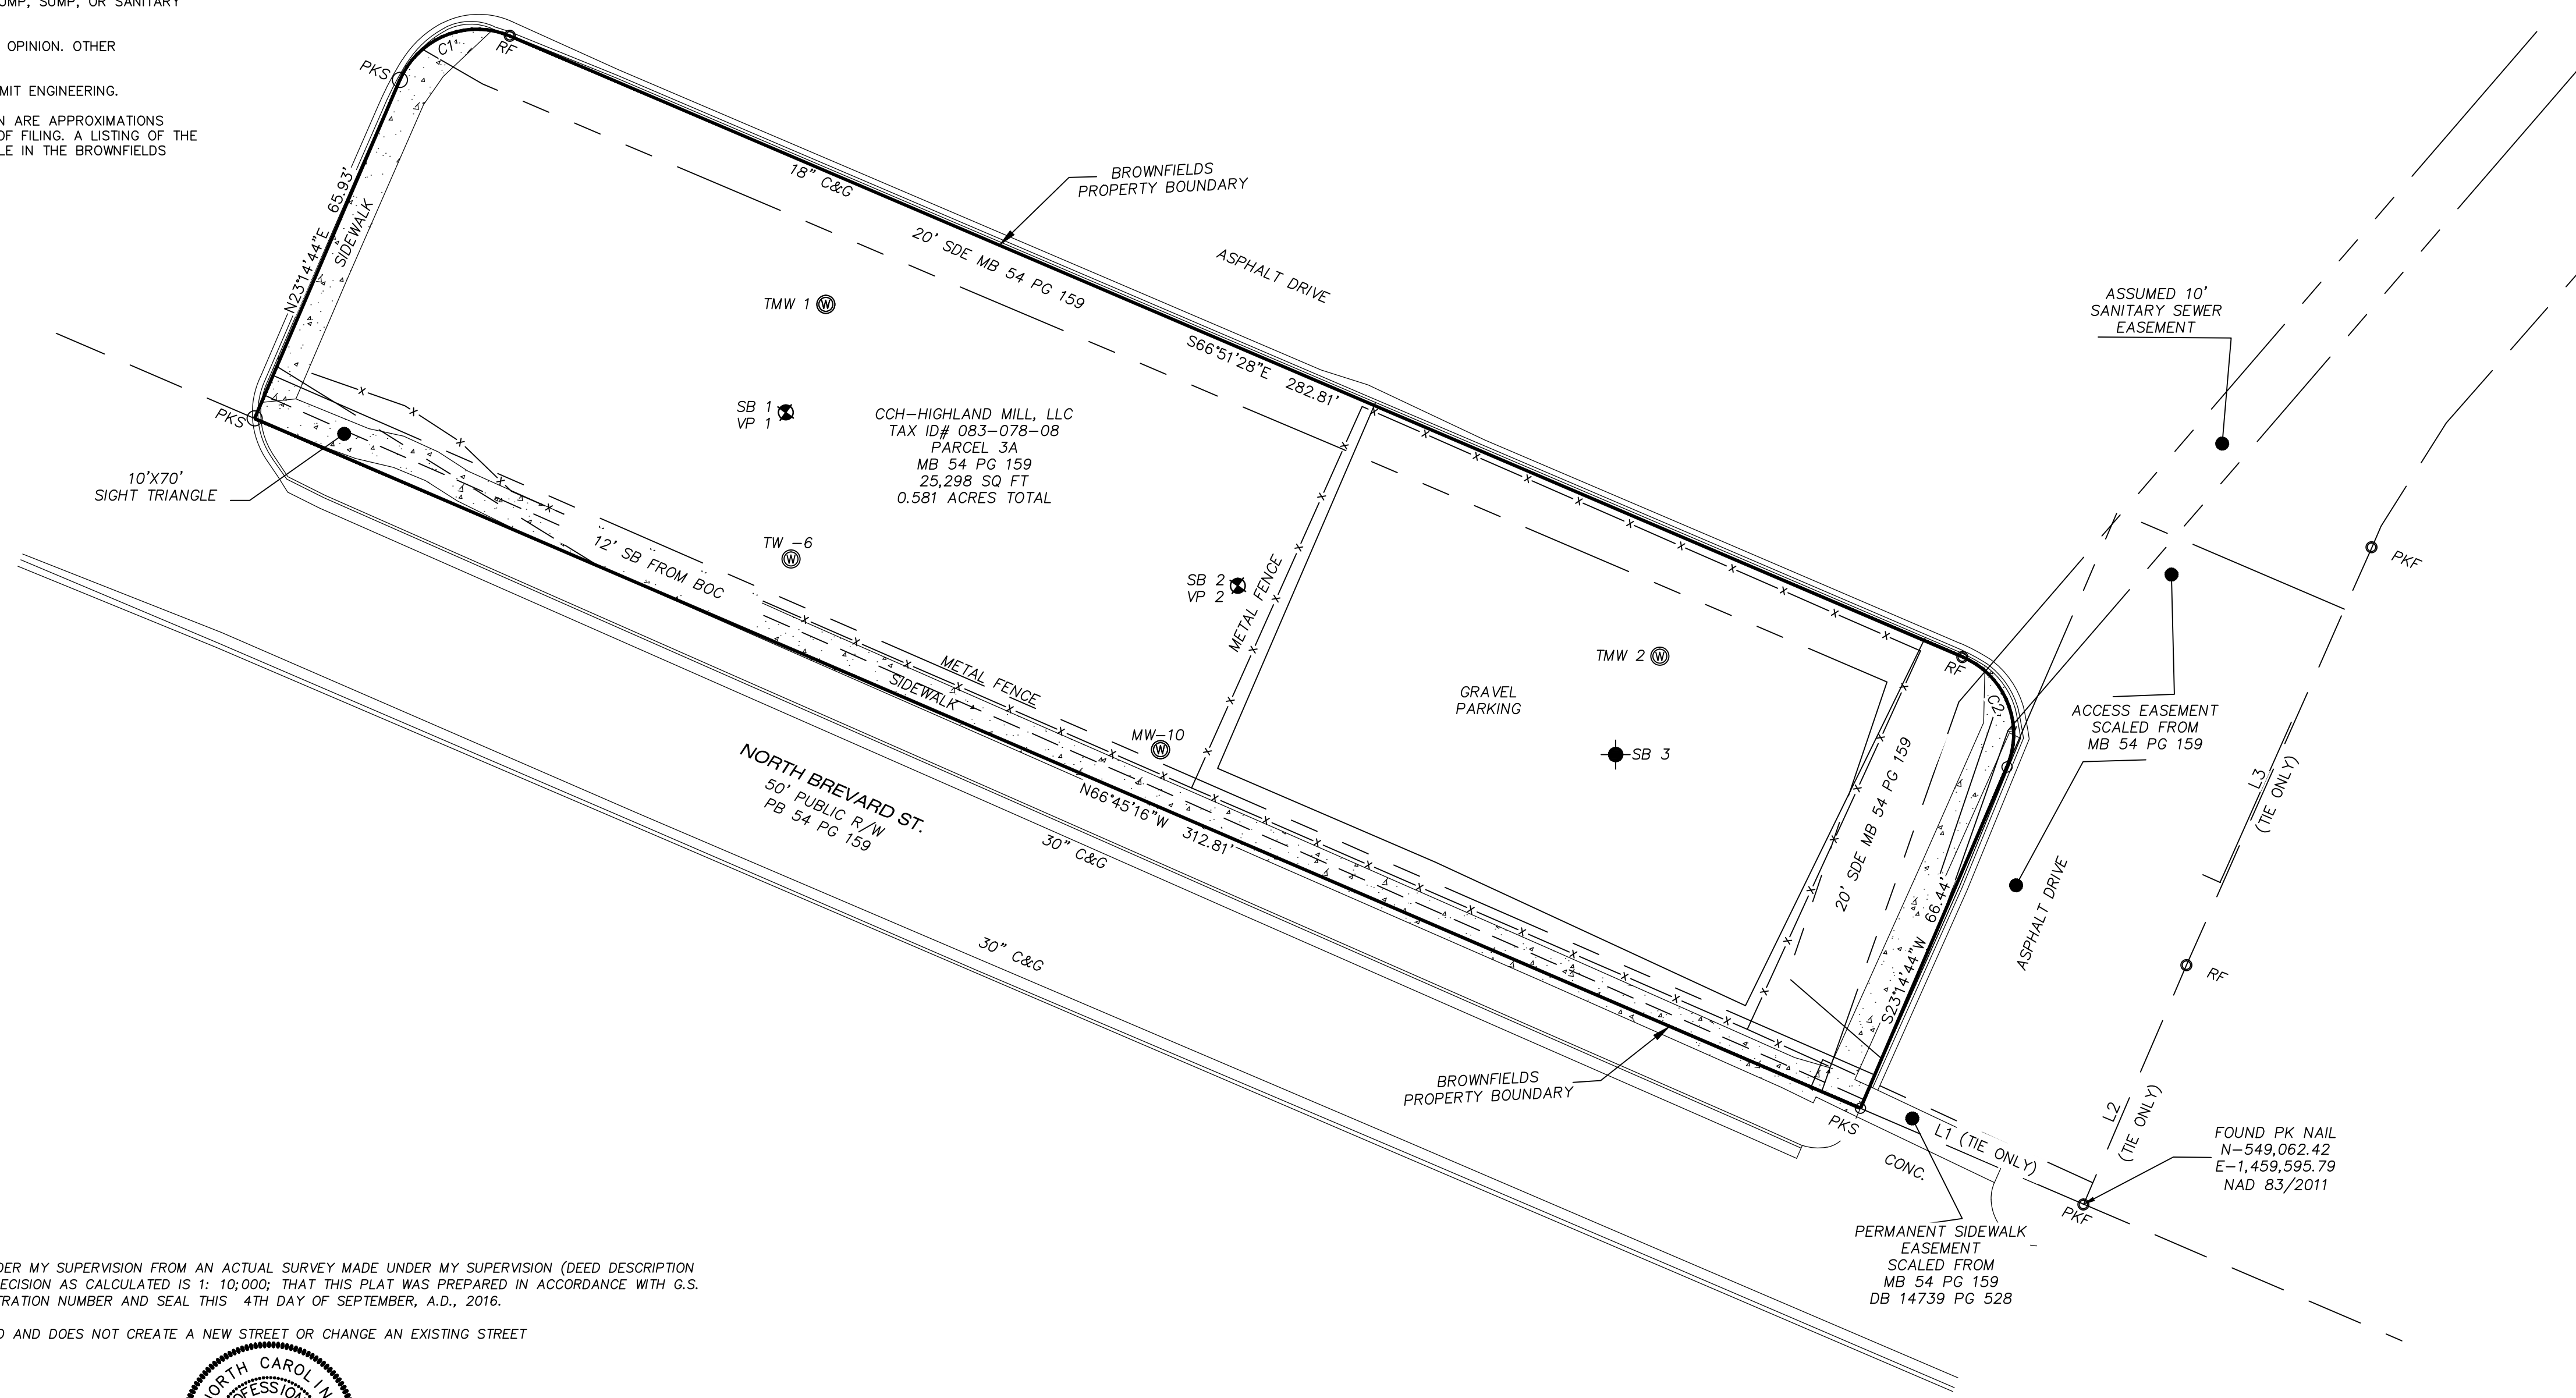 UMP, SUMP, OR SANITARY
OPINION. OTHER
MIT ENGINEERING.
N ARE APPROXIMATIONS
OF FILING. A LISTING OF THE
LE IN THE BROWNFIELDS
C1
RF
PKS
N23°14'44"E 65.93'
SIDEWALK
18" C&G
BROWNFIELDS
PROPERTY BOUNDARY
20' SDE MB 54 PG 159
ASPHALT DRIVE
S66°51'28"E 282.81'
TMW 1
W
SB 1
VP 1
CCH-HIGHLAND MILL, LLC
TAX ID# 083-078-08
PARCEL 3A
MB 54 PG 159
25,298 SQ FT
0.581 ACRES TOTAL
ASSUMED 10'
SANITARY SEWER
EASEMENT
PKS
10'X70'
SIGHT TRIANGLE
12' SB FROM BOC
TW -6
W
SB 2
VP 2
METAL FENCE
PKF
TMW 2
W
RF
GRAVEL
PARKING
C2
METAL FENCE
SIDEWALK
MW-10
W
SB 3
ACCESS EASEMENT
SCALED FROM
MB 54 PG 159
L3
(TIE ONLY)
NORTH BREVARD ST.
50' PUBLIC R/W
PB 54 PG 159
N66°45'16"W 312.81'
30" C&G
30" C&G
20' SDE MB 54 PG 159
S23°14'44"W 66.44'
ASPHALT DRIVE
RF
BROWNFIELDS
PROPERTY BOUNDARY
PKS
L1 (TIE ONLY)
CONC.
L2
(TIE ONLY)
FOUND PK NAIL
N-549,062.42
E-1,459,595.79
NAD 83/2011
PKF
PERMANENT SIDEWALK
EASEMENT
SCALED FROM
MB 54 PG 159
DB 14739 PG 528
DER MY SUPERVISION FROM AN ACTUAL SURVEY MADE UNDER MY SUPERVISION (DEED DESCRIPTION
ECISION AS CALCULATED IS 1: 10;000; THAT THIS PLAT WAS PREPARED IN ACCORDANCE WITH G.S.
TRATION NUMBER AND SEAL THIS 4TH DAY OF SEPTEMBER, A.D., 2016.
D AND DOES NOT CREATE A NEW STREET OR CHANGE AN EXISTING STREET
ORTH CAROLIN
OFESSION